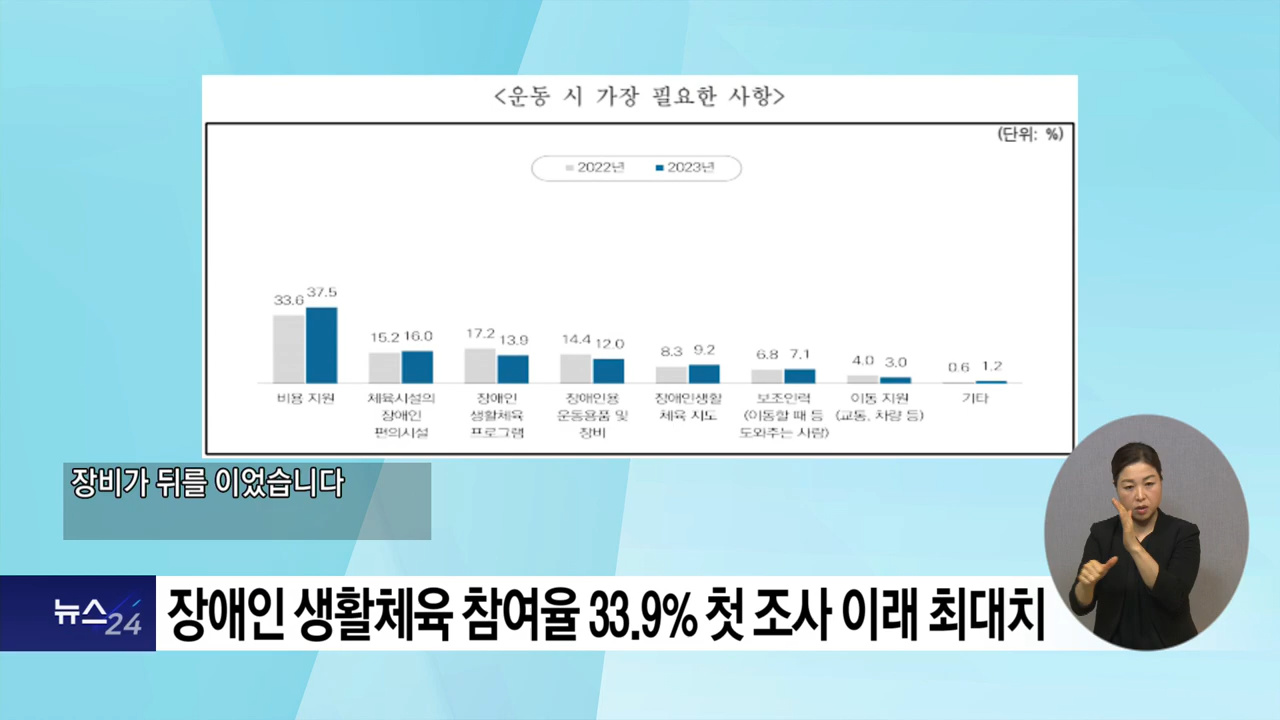 <운동 시 가장 필요한 사항>
(단위: %)
2022년 2023년
33.6 37.5 15.2 16.0 17.2 13.9 14.4 12.0 8.3 9.2 6.8 7.1 4.0 3.0 0.6 1.2
비용 지원
체육시설의
장애인
편의시설
장애인
생활체육
프로그램
장애인용
운동용품 및
장비
장애인생활
체육 지도
보조인력
(이동할 때 등
도와주는 사람)
이동 지원
(교통, 차량 등)
기타
장비가 뒤를 이었습니다
뉴스24
장애인 생활체육 참여율 33.9% 첫 조사 이래 최대치